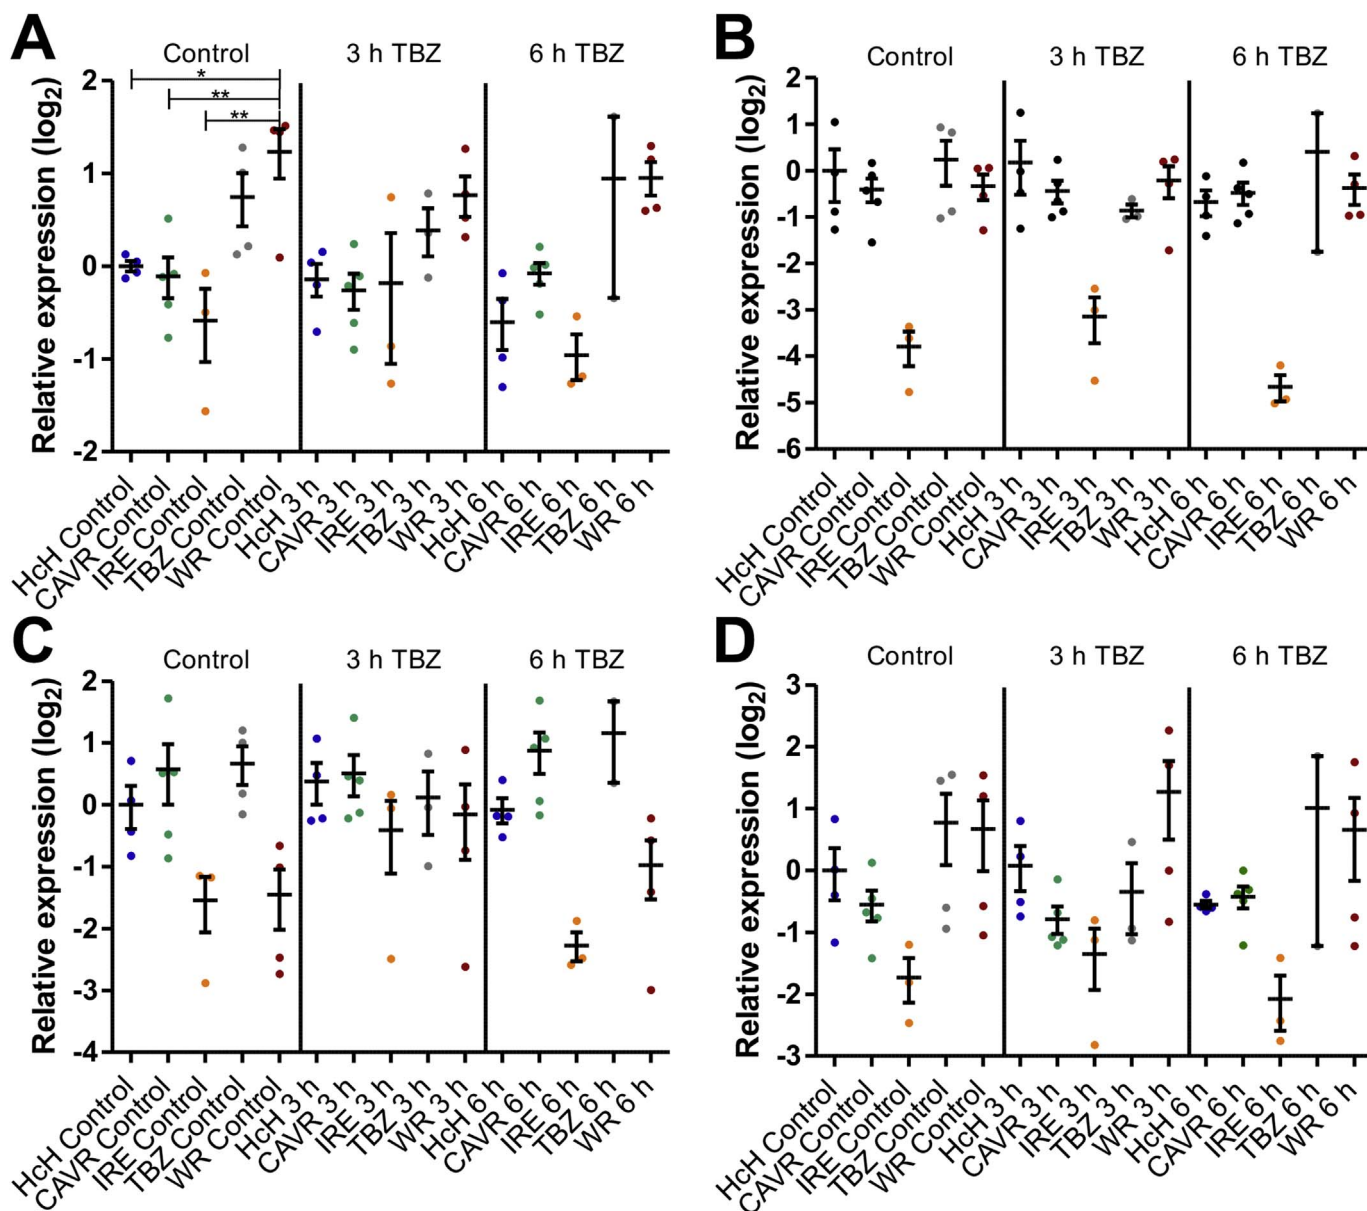 A
Control
3 h TBZ
6 h TBZ
*
**
**
Relative expression (log2)
2
1
0
-1
-2
HcH Control
CAVR Control
IRE Control
TBZ Control
WR Control
HcH 3 h
CAVR 3 h
IRE 3 h
TBZ 3 h
WR 3 h
HcH 6 h
CAVR 6 h
IRE 6 h
TBZ 6 h
WR 6 h
B
Control
3 h TBZ
6 h TBZ
Relative expression (log2)
2
1
0
-1
-2
-3
-4
-5
-6
HcH Control
CAVR Control
IRE Control
TBZ Control
WR Control
HcH 3 h
CAVR 3 h
IRE 3 h
TBZ 3 h
WR 3 h
HcH 6 h
CAVR 6 h
IRE 6 h
TBZ 6 h
WR 6 h
C
Control
3 h TBZ
6 h TBZ
Relative expression (log2)
2
1
0
-1
-2
-3
-4
HcH Control
CAVR Control
IRE Control
TBZ Control
WR Control
HcH 3 h
CAVR 3 h
IRE 3 h
TBZ 3 h
WR 3 h
HcH 6 h
CAVR 6 h
IRE 6 h
TBZ 6 h
WR 6 h
D
Control
3 h TBZ
6 h TBZ
Relative expression (log2)
3
2
1
0
-1
-2
-3
HcH Control
CAVR Control
IRE Control
TBZ Control
WR Control
HcH 3 h
CAVR 3 h
IRE 3 h
TBZ 3 h
WR 3 h
HcH 6 h
CAVR 6 h
IRE 6 h
TBZ 6 h
WR 6 h